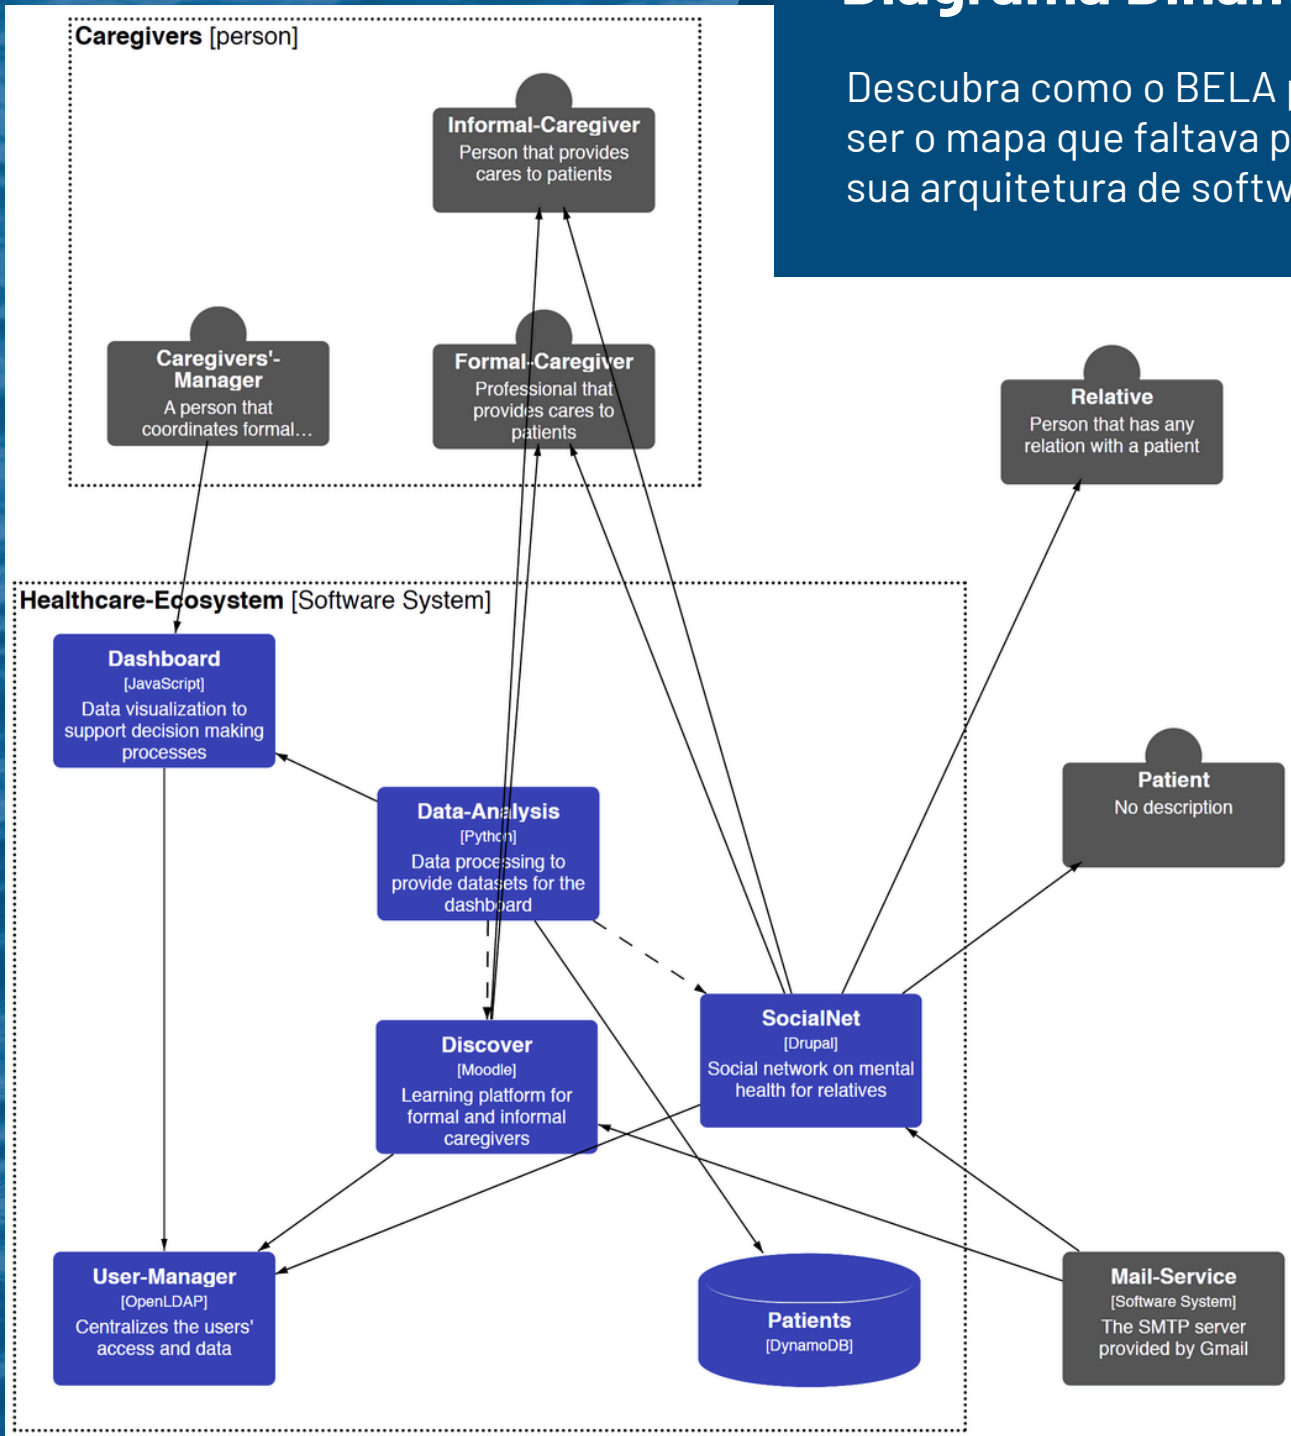 Descubra como o BELA
ser o mapa que faltava
sua arquitetura de
Caregivers [person]
Informal-Caregiver
Person that provides
cares to patients
Caregivers'-
Manager
A person that
coordinates formal...
Formal-Caregiver
Professional that
provides cares to
patients
Relative
Person that has any
relation with a patient
Healthcare-Ecosystem [Software System]
Dashboard
[JavaScript]
Data visualization to
support decision making
processes
Patient
No description
Data-Analysis
[Python]
Data processing to
provide datasets for the
dashboard
SocialNet
[Drupal]
Social network on mental
health for relatives
Discover
[Moodle]
Learning platform for
formal and informal
caregivers
User-Manager
[OpenLDAP]
Centralizes the users'
access and data
Patients
[DynamoDB]
Mail-Service
[Software System]
The SMTP server
provided by Gmail